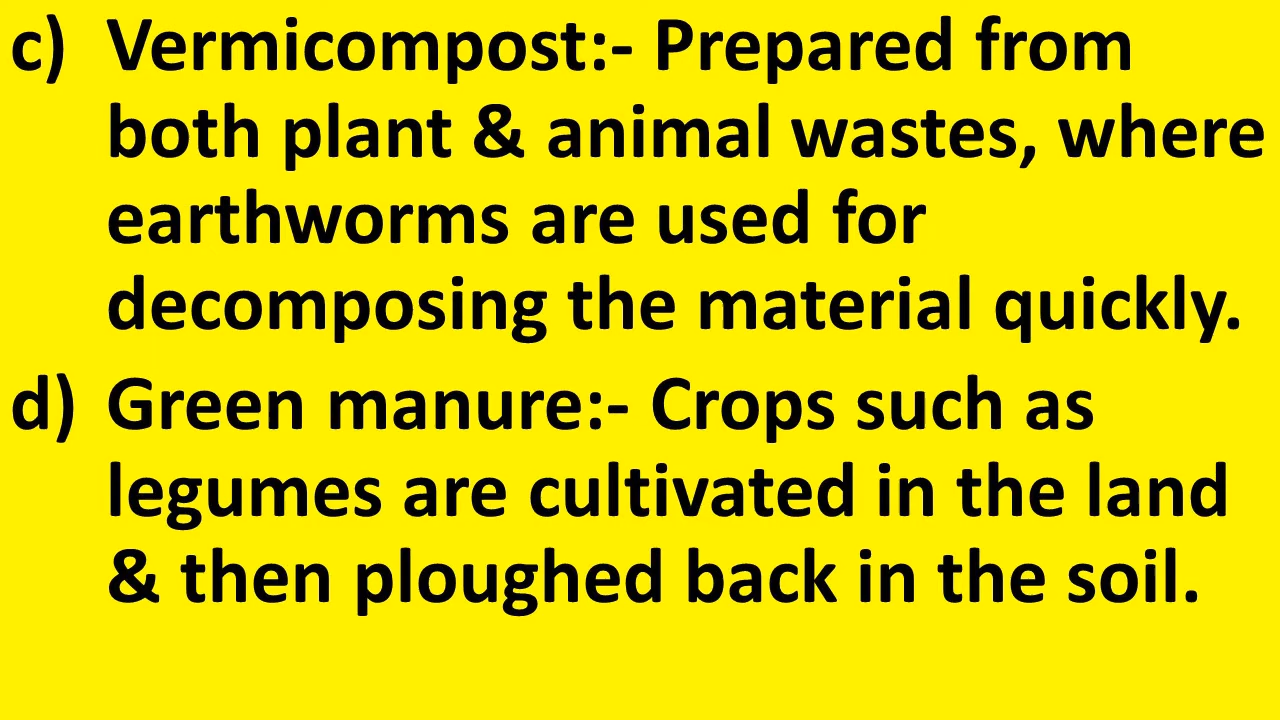 c) Vermicompost:- Prepared from
both plant & animal wastes, where
earthworms are used for
decomposing the material quickly.
d) Green manure:- Crops such as
legumes are cultivated in the land
& then ploughed back in the soil.